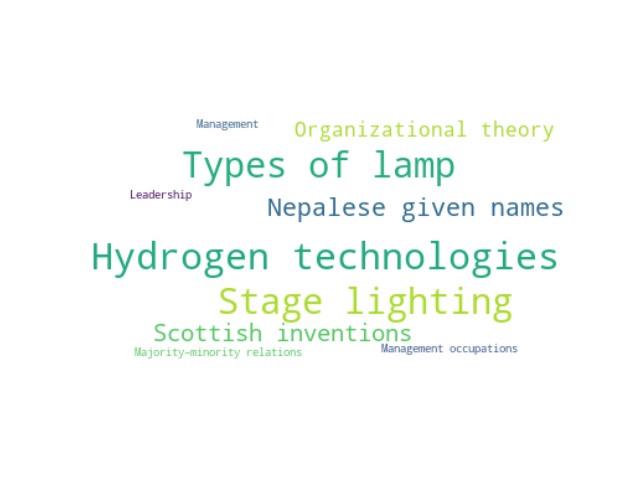 Management
Organizational theory
Types of lamp
Leadership
Nepalese given names
Hydrogen technologies
Stage lighting
Scottish inventions
Majority–minority relations
Management occupations